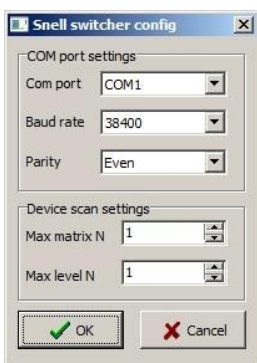 Snell switcher config
COM port settings
Com port COM1
Baud rate 38400
Parity Even
Device scan settings
Max matrix N 1
Max level N 1
OK Cancel